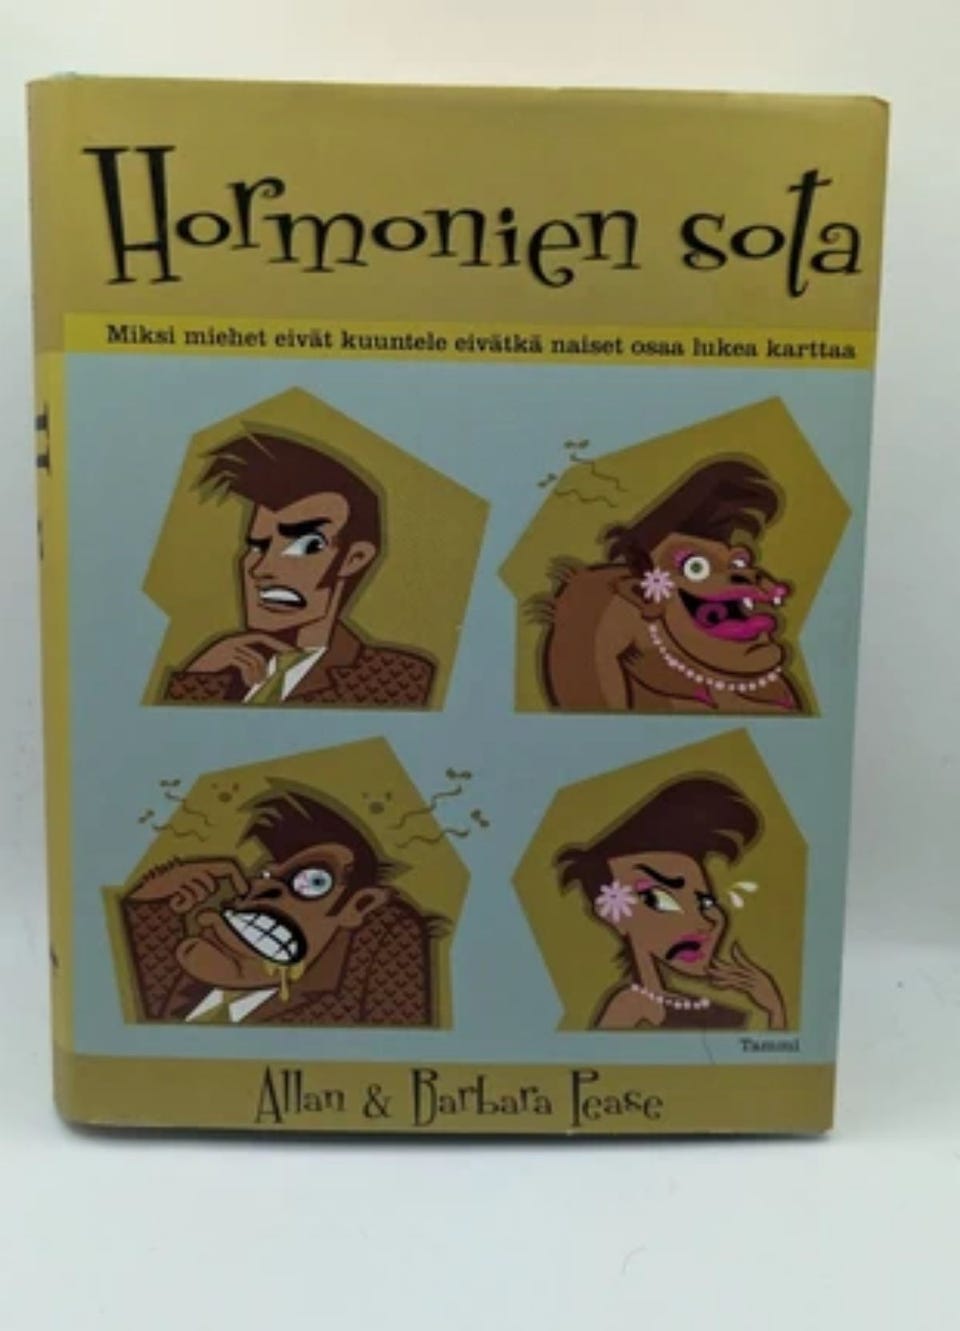 Hormonien sota
Miksi miehet eivät kuuntele eivätkä naiset osaa lukea karttaa
Tammi
Allan & Barbara Pease